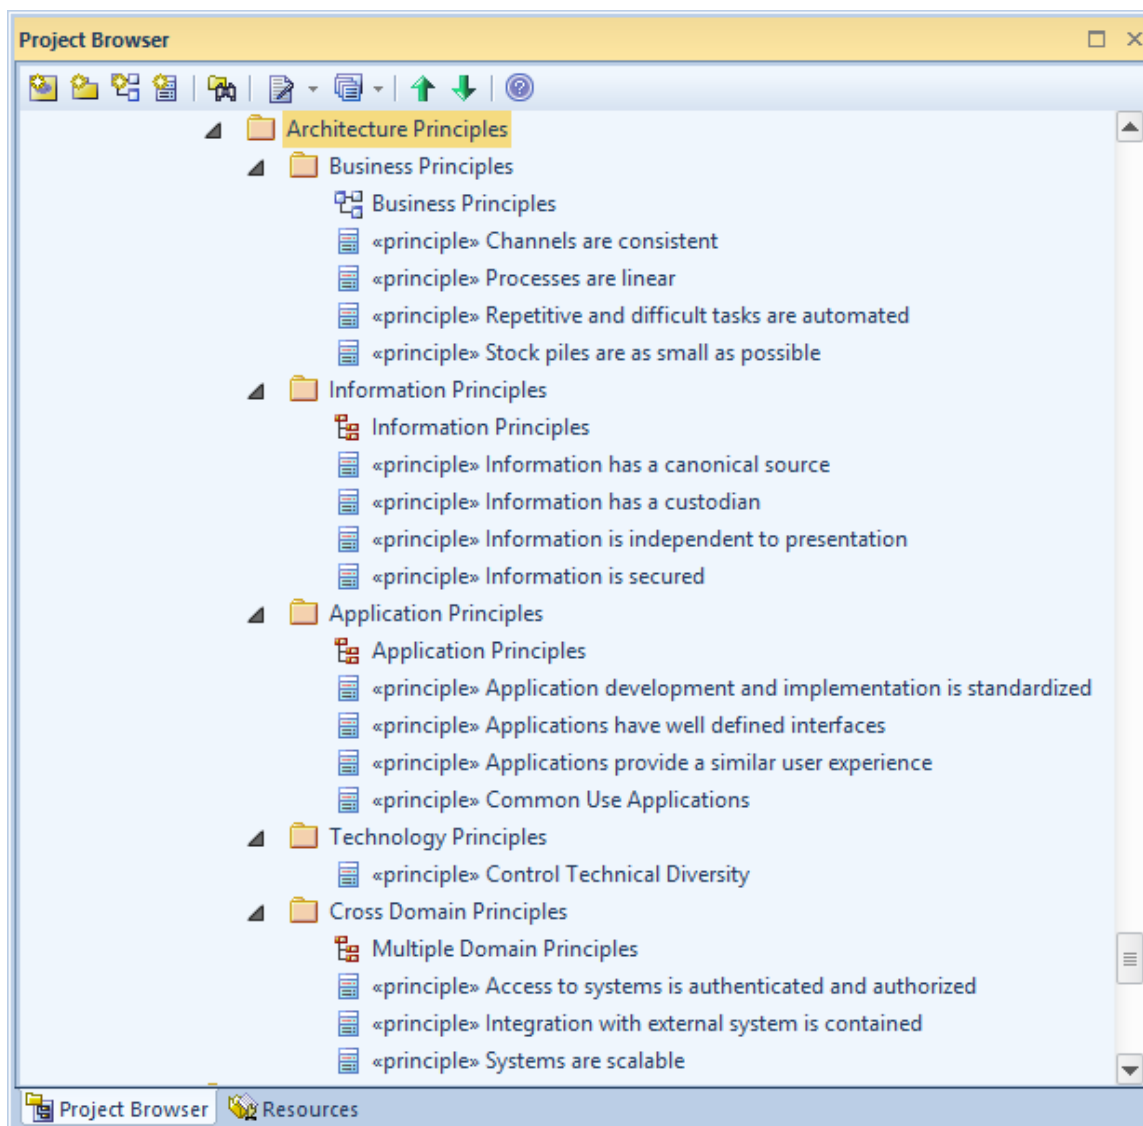 Project Browser
Architecture Principles
Business Principles
Business Principles
«principle» Channels are consistent
«principle» Processes are linear
«principle» Repetitive and difficult tasks are automated
«principle» Stock piles are as small as possible
Information Principles
Information Principles
«principle» Information has a canonical source
«principle» Information has a custodian
«principle» Information is independent to presentation
«principle» Information is secured
Application Principles
Application Principles
«principle» Application development and implementation is standardized
«principle» Applications have well defined interfaces
«principle» Applications provide a similar user experience
«principle» Common Use Applications
Technology Principles
«principle» Control Technical Diversity
Cross Domain Principles
Multiple Domain Principles
«principle» Access to systems is authenticated and authorized
«principle» Integration with external system is contained
«principle» Systems are scalable
Project Browser Resources